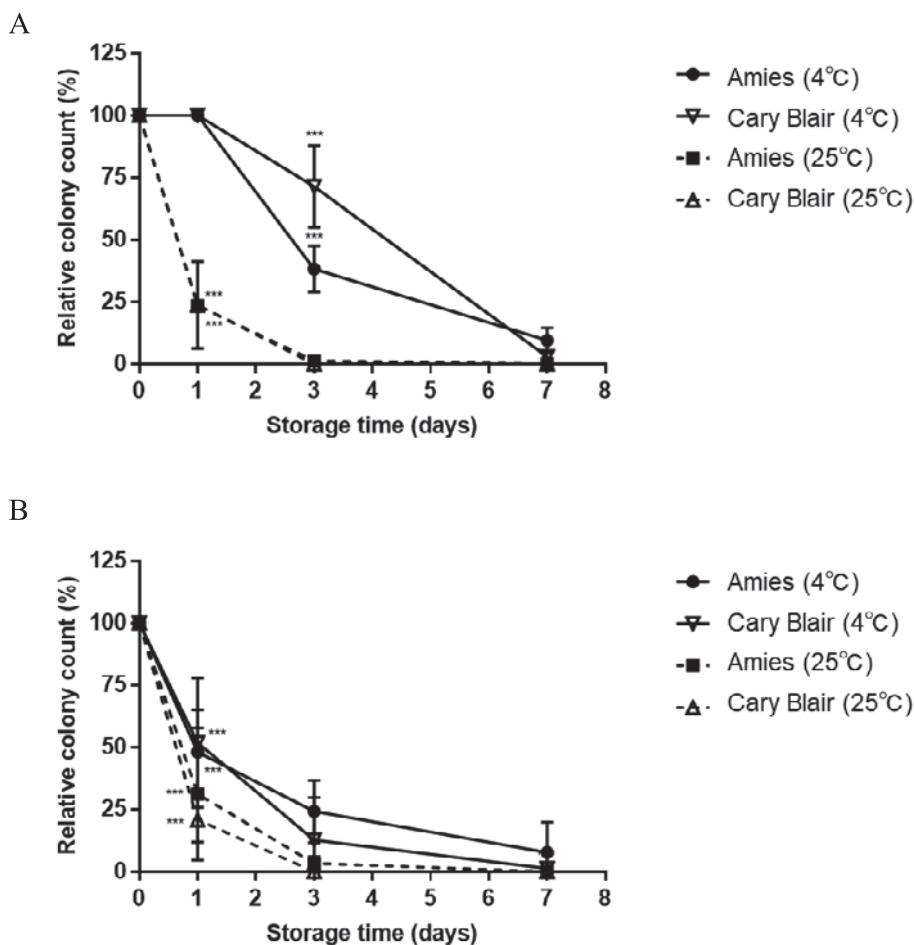 A
125
100
75
50
25
0
Relative colony count (%)
***
***
***
***
0 1 2 3 4 5 6 7 8
Storage time (days)
Amies (4℃)
Cary Blair (4℃)
Amies (25℃)
Cary Blair (25℃)
B
125
100
75
50
25
0
Relative colony count (%)
***
***
***
***
0 1 2 3 4 5 6 7 8
Storage time (days)
Amies (4℃)
Cary Blair (4℃)
Amies (25℃)
Cary Blair (25℃)